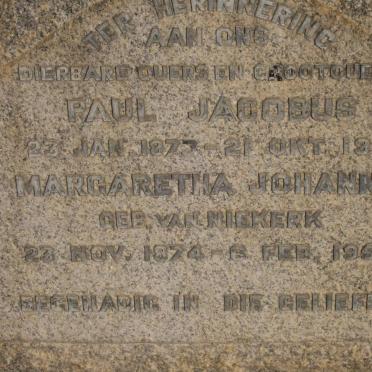 TER HERINNERING
AAN ONS
DIERBARE OUERS EN GROOTOUE
PAUL JACOBUS
23 JAN. 1877 - 21 OKT. 19
MARGARETHA JOHANN
GEB. VAN NIEKERK
23 NOV. 1874 - 6 FEB. 19
BEGENADIG IN DIE GELIEF